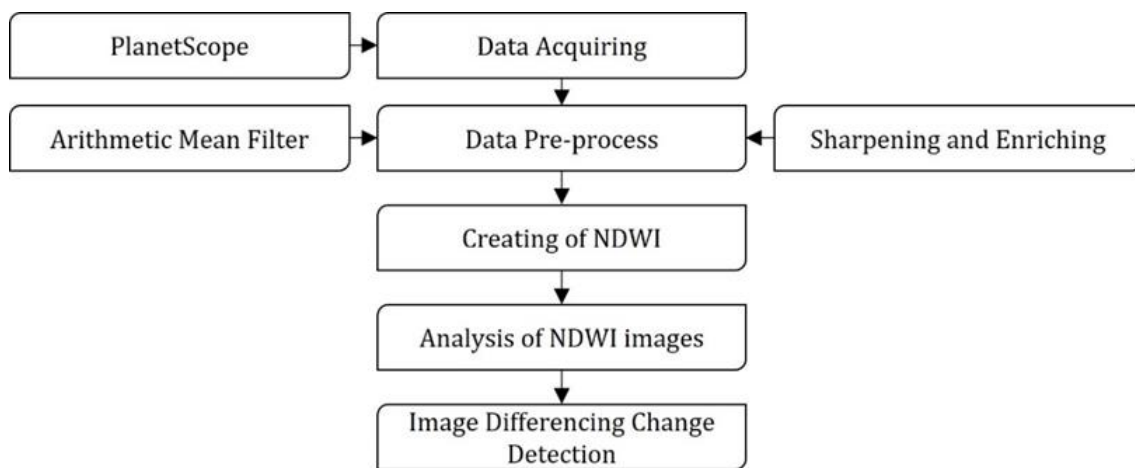 PlanetScope
Data Acquiring
Arithmetic Mean Filter
Data Pre-process
Sharpening and Enriching
Creating of NDWI
Analysis of NDWI images
Image Differencing Change
Detection